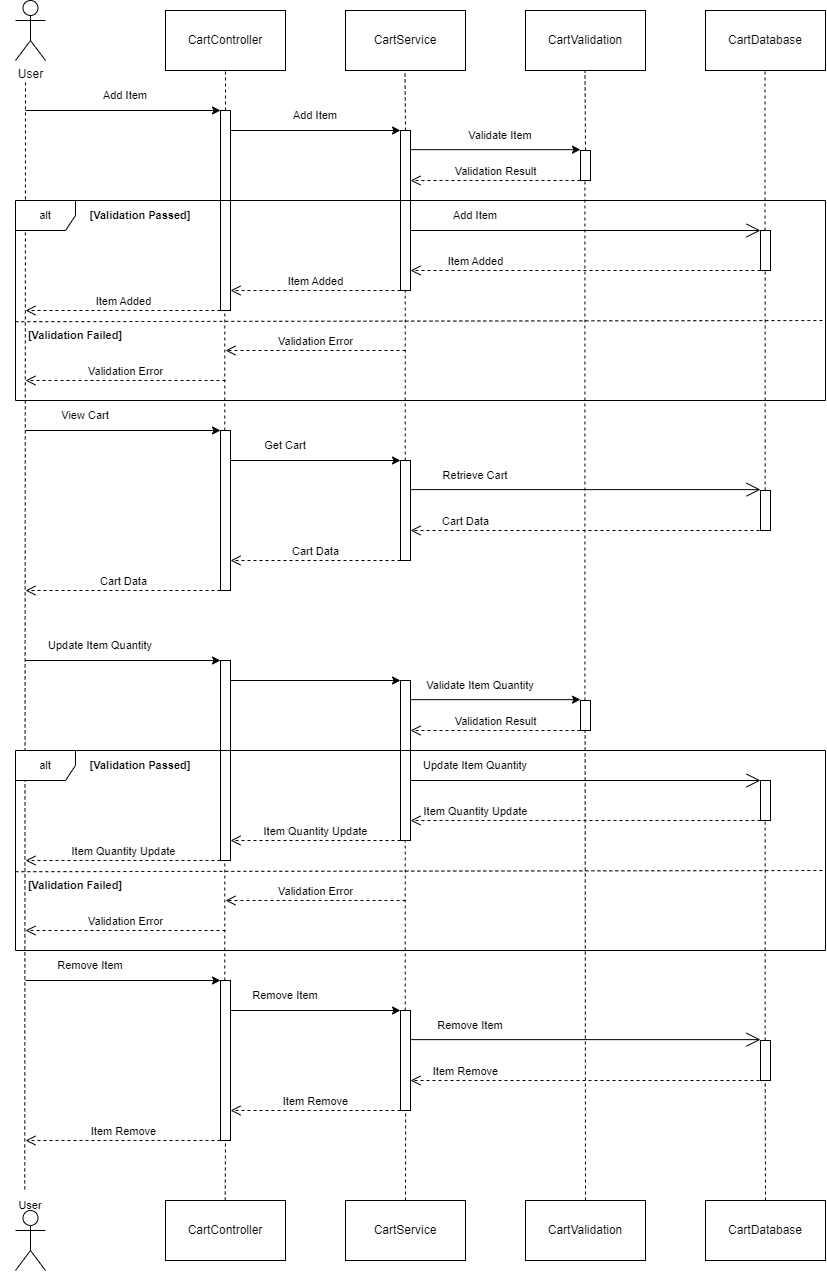 CartController
CartService
CartValidation
CartDatabase
User
Add Item
Add Item
Validate Item
Validation Result
alt
[Validation Passed]
Add Item
Item Added
Item Added
Item Added
[Validation Failed]
Validation Error
Validation Error
View Cart
Get Cart
Retrieve Cart
Cart Data
Cart Data
Cart Data
Update Item Quantity
Validate Item Quantity
Validation Result
alt
[Validation Passed]
Update Item Quantity
Item Quantity Update
Item Quantity Update
Item Quantity Update
[Validation Failed]
Validation Error
Validation Error
Remove Item
Remove Item
Remove Item
Item Remove
Item Remove
Item Remove
User
CartController
CartService
CartValidation
CartDatabase